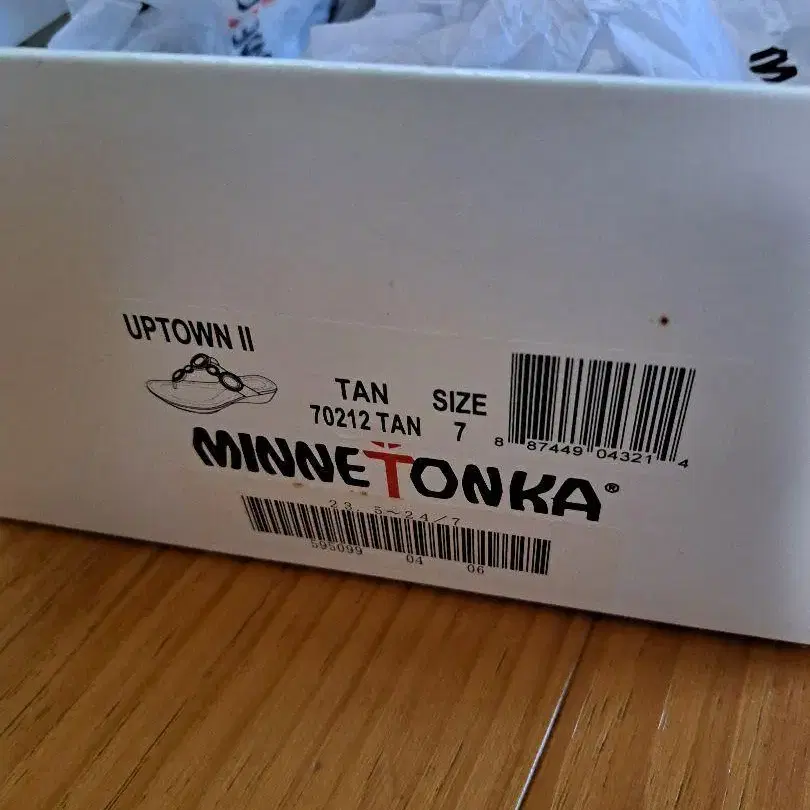 UPTOWN II
TAN
70212 TAN
SIZE
7
8 87449 04321 4
MINNETONKA®
23.5~24/7
595099 04 06